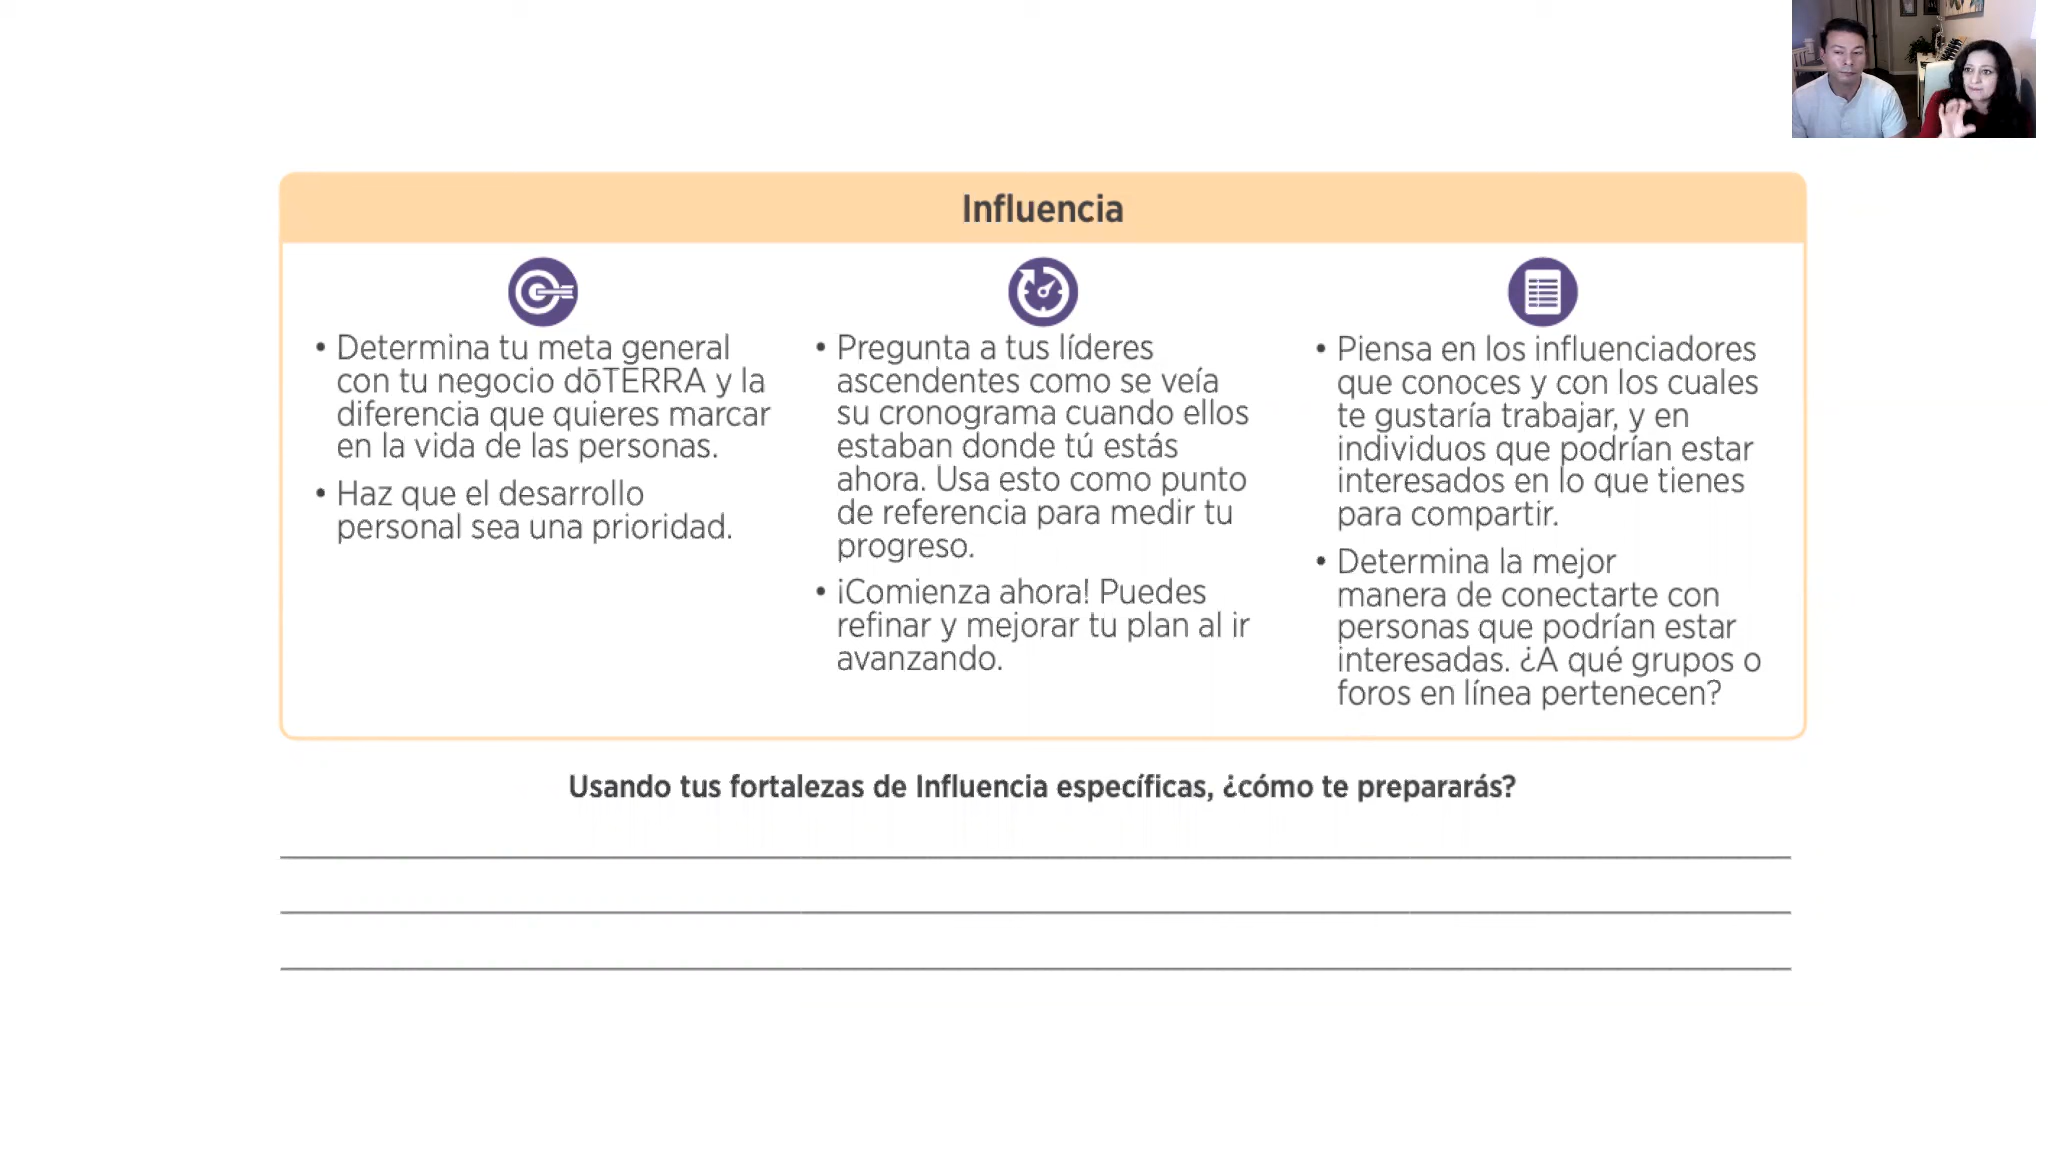 Influencia
• Determina tu meta general
con tu negocio dōTERRA y la
diferencia que quieres marcar
en la vida de las personas.
• Haz que el desarrollo
personal sea una prioridad.
• Pregunta a tus líderes
ascendentes como se veía
su cronograma cuando ellos
estaban donde tú estás
ahora. Usa esto como punto
de referencia para medir tu
progreso.
• ¡Comienza ahora! Puedes
refinar y mejorar tu plan al ir
avanzando.
• Piensa en los influenciadores
que conoces y con los cuales
te gustaría trabajar, y en
individuos que podrían estar
interesados en lo que tienes
para compartir.
• Determina la mejor
manera de conectarte con
personas que podrían estar
interesadas. ¿A qué grupos o
foros en línea pertenecen?
Usando tus fortalezas de Influencia específicas, ¿cómo te prepararás?